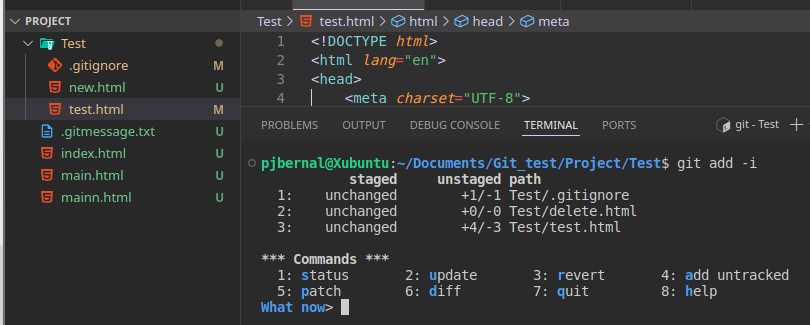 PROJECT
Test
.gitignore M
new.html U
test.html M
.gitmessage.txt U
index.html U
main.html U
mainn.html U
Test > test.html > html > head > meta
1 <!DOCTYPE html>
2 <html lang="en">
3 <head>
4 <meta charset="UTF-8">
PROBLEMS OUTPUT DEBUG CONSOLE TERMINAL PORTS git - Test
pjbernal@Xubuntu:~/Documents/Git_test/Project/Test$ git add -i
staged unstaged path
1: unchanged +1/-1 Test/.gitignore
2: unchanged +0/-0 Test/delete.html
3: unchanged +4/-3 Test/test.html
*** Commands ***
1: status 2: update 3: revert 4: add untracked
5: patch 6: diff 7: quit 8: help
What now>